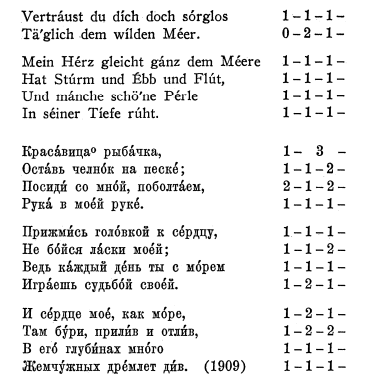 Vertráust du dích doch sórglos 1–1–1–
Tä́glich dem wílden Méer. 0–2–1–
Mein Hérz gleicht gánz dem Méere 1–1–1–
Hat Stúrm und Ébb und Flút, 1–1–1–
Und mánche schö́ne Pérle 1–1–1–
In séiner Tíefe rúht. 1–1–1–
Краса́вица° рыба́чка, 1– 3 –
Оста́вь челно́к на песке́; 1–1–2–
Посиди́ со мно́й, поболта́ем, 2–1–2–
Рука́ в мое́й руке́. 1–1–1–
Прижми́сь голо́вкой к се́рдцу, 1–1–1–
Не бо́йся ла́ски мое́й; 1–1–2–
Ведь ка́ждый де́нь ты с мо́рем 1–1–1–
Игра́ешь судьбо́й свое́й. 1–2–1–
И се́рдце мое́, как мо́ре, 1–2–1–
Там бу́ри, прили́в и отли́в, 1–2–2–
В его́ глуби́нах мно́го 1–1–1–
Жемчу́жных дре́млет ди́в. (1909) 1–1–1–